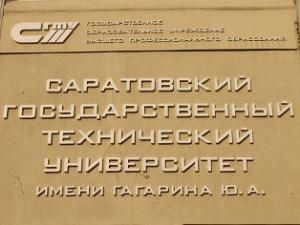 СГТУ
ГОСУДАРСТВЕННОЕ
ОБРАЗОВАТЕЛЬНОЕ УЧРЕЖДЕНИЕ
ВЫСШЕГО ПРОФЕССИОНАЛЬНОГО ОБРАЗОВАНИЯ
САРАТОВСКИЙ
ГОСУДАРСТВЕННЫЙ
ТЕХНИЧЕСКИЙ
УНИВЕРСИТЕТ
ИМЕНИ ГАГАРИНА Ю.А.